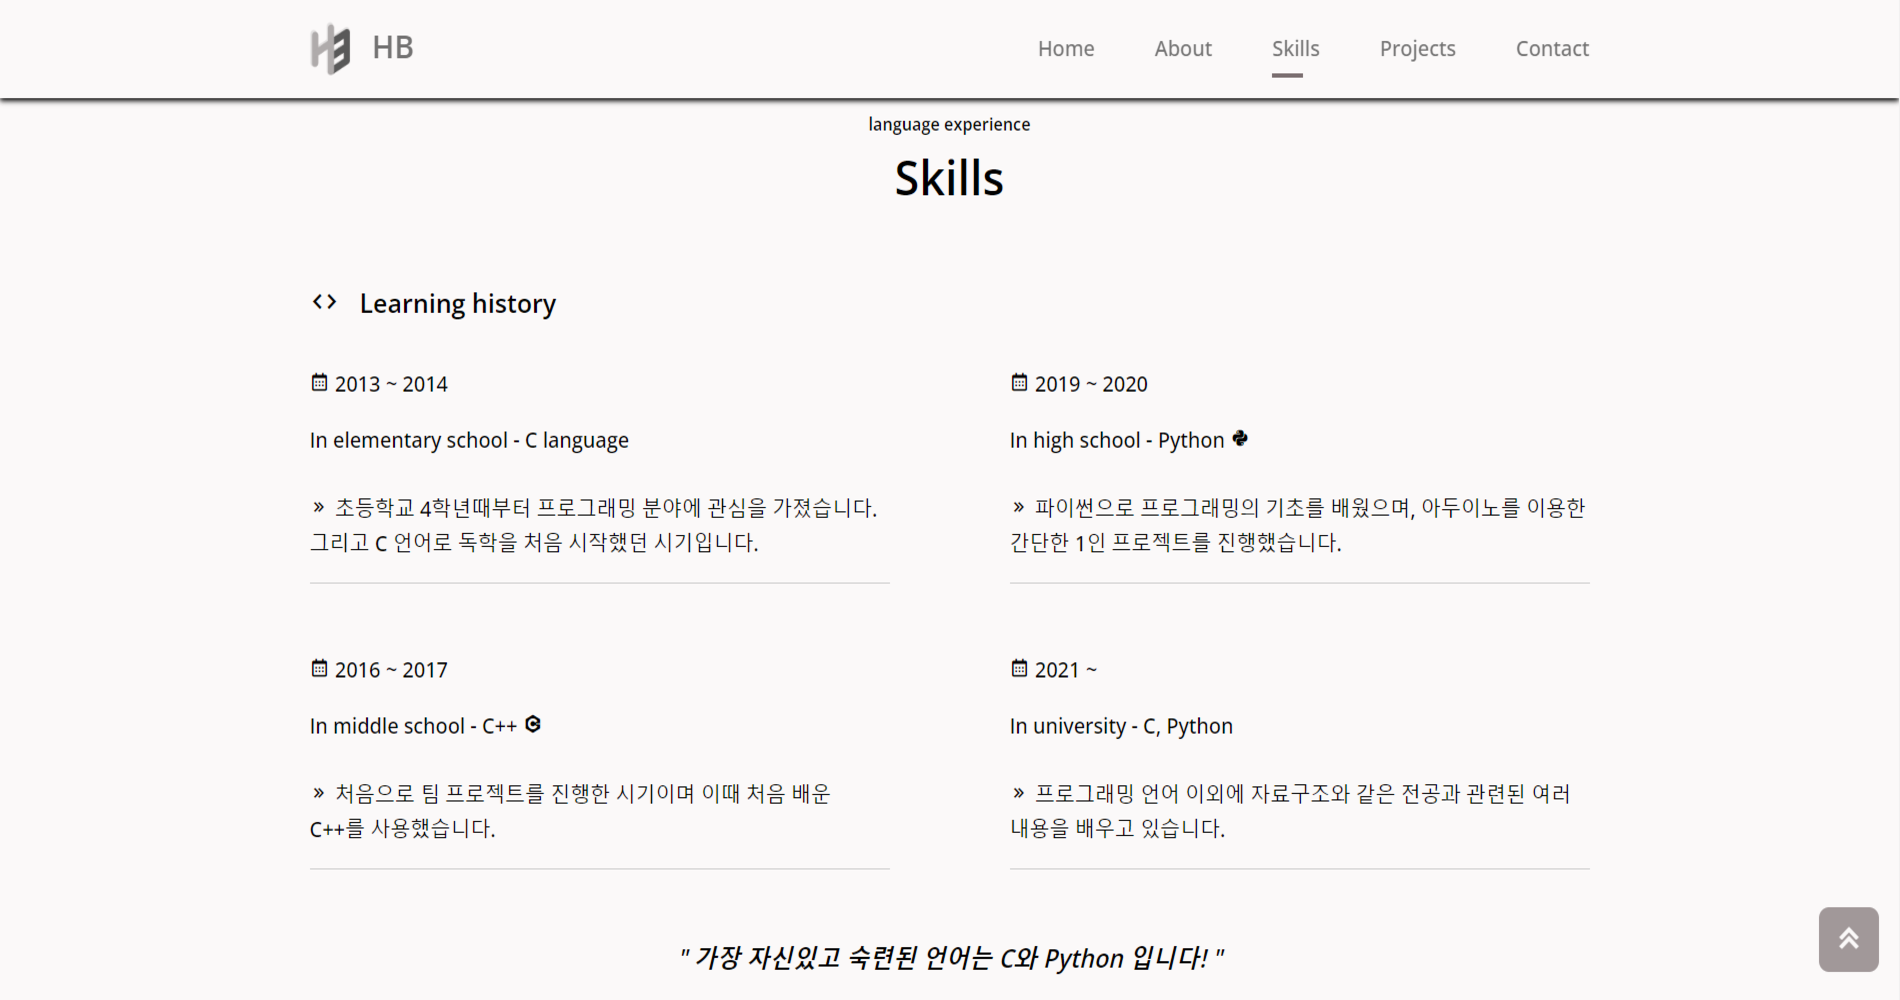 HB
Home About Skills Projects Contact
language experience
Skills
Learning history
2013 ~ 2014
In elementary school - C language
» 초등학교 4학년때부터 프로그래밍 분야에 관심을 가졌습니다.
그리고 C 언어로 독학을 처음 시작했던 시기입니다.
2016 ~ 2017
In middle school - C++
» 처음으로 팀 프로젝트를 진행한 시기이며 이때 처음 배운
C++를 사용했습니다.
2019 ~ 2020
In high school - Python
» 파이썬으로 프로그래밍의 기초를 배웠으며, 아두이노를 이용한
간단한 1인 프로젝트를 진행했습니다.
2021 ~
In university - C, Python
» 프로그래밍 언어 이외에 자료구조와 같은 전공과 관련된 여러
내용을 배우고 있습니다.
" 가장 자신있고 숙련된 언어는 C와 Python 입니다! "